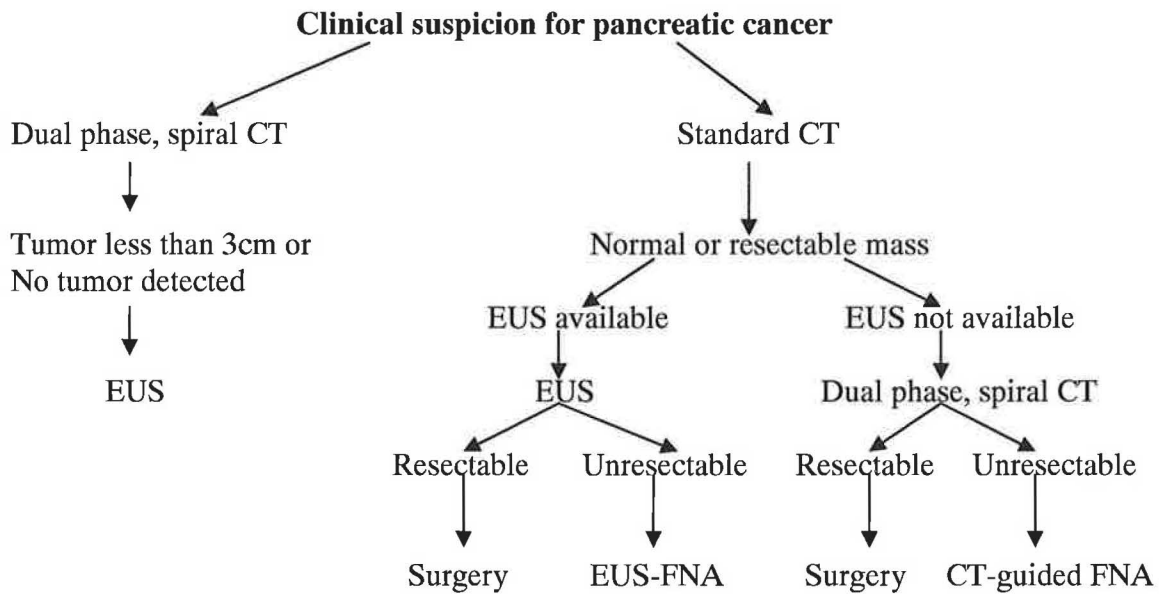 Clinical suspicion for pancreatic cancer
Dual phase, spiral CT
Standard CT
Tumor less than 3cm or
No tumor detected
Normal or resectable mass
EUS available
EUS not available
EUS
EUS
Dual phase, spiral CT
Resectable
Unresectable
Resectable
Unresectable
Surgery
EUS-FNA
Surgery
CT-guided FNA